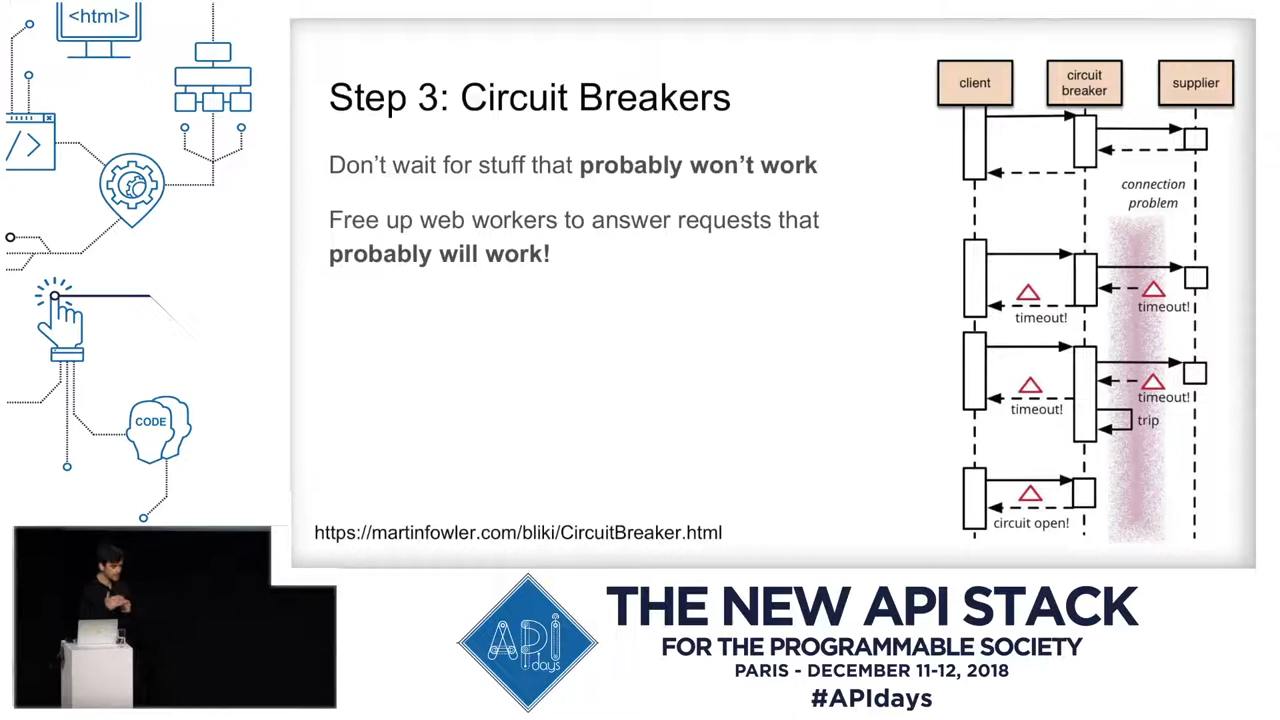 <html>
</>
CODE
Step 3: Circuit Breakers
Don’t wait for stuff that probably won’t work
Free up web workers to answer requests that
probably will work!
https://martinfowler.com/bliki/CircuitBreaker.html
client
circuit
breaker
supplier
connection
problem
timeout!
timeout!
timeout!
timeout!
trip
circuit open!
API
days
THE NEW API STACK
FOR THE PROGRAMMABLE SOCIETY
PARIS - DECEMBER 11-12, 2018
#APIdays